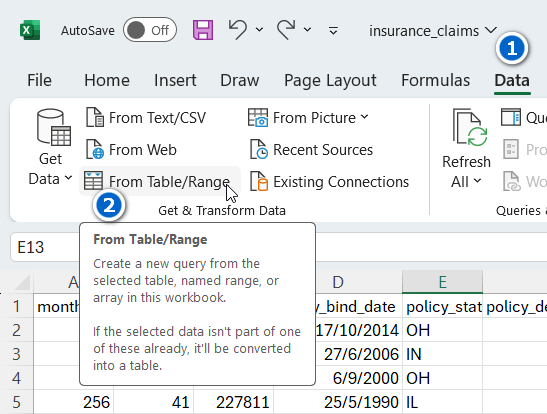 AutoSave Off insurance_claims
1
File Home Insert Draw Page Layout Formulas Data
From Text/CSV From Picture Que
From Web Recent Sources
Get Data From Table/Range Existing Connections Refresh All
2
Get & Transform Data Queries
E13
From Table/Range
Create a new query from the
selected table, named range, or
array in this workbook.
If the selected data isn't part of one
of these already, it'll be converted
into a table.
A D E
1 month _bind_date policy_stat policy_de
2 17/10/2014 OH
3 27/6/2006 IN
4 6/9/2000 OH
5 256 41 227811 25/5/1990 IL